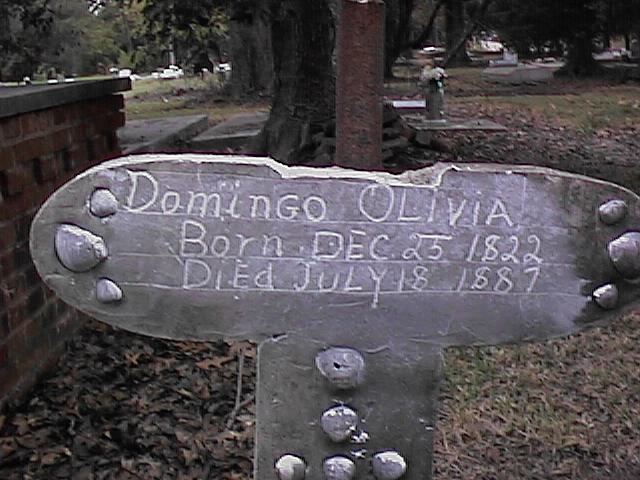 Domingo OLIVIA
Born DEC 25 1822
Died JULY 18 1887